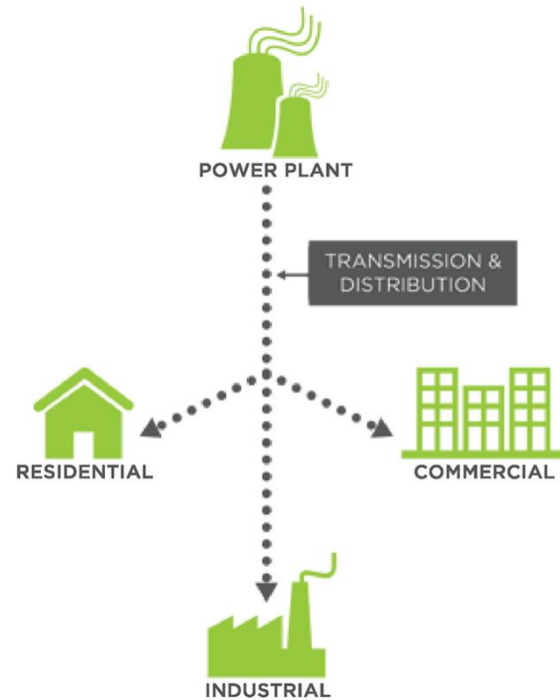 POWER PLANT
TRANSMISSION &
DISTRIBUTION
RESIDENTIAL
COMMERCIAL
INDUSTRIAL